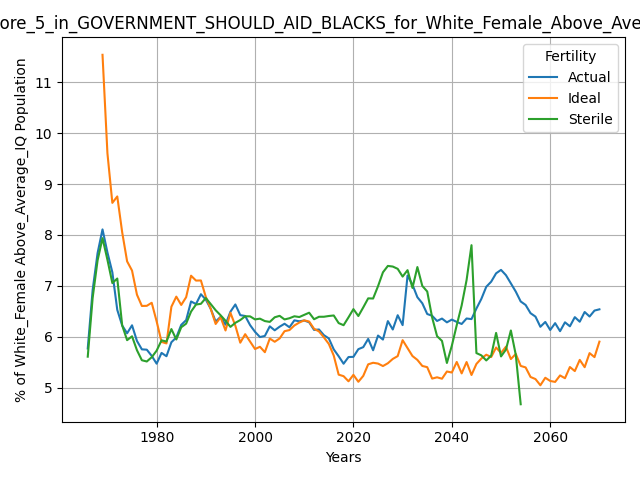 ore_5_in_GOVERNMENT_SHOULD_AID_BLACKS_for_White_Female_Above_Ave
% of White_Female Above_Average_IQ Population
11
10
9
8
7
6
5
Fertility
Actual
Ideal
Sterile
1980
2000
2020
2040
2060
Years